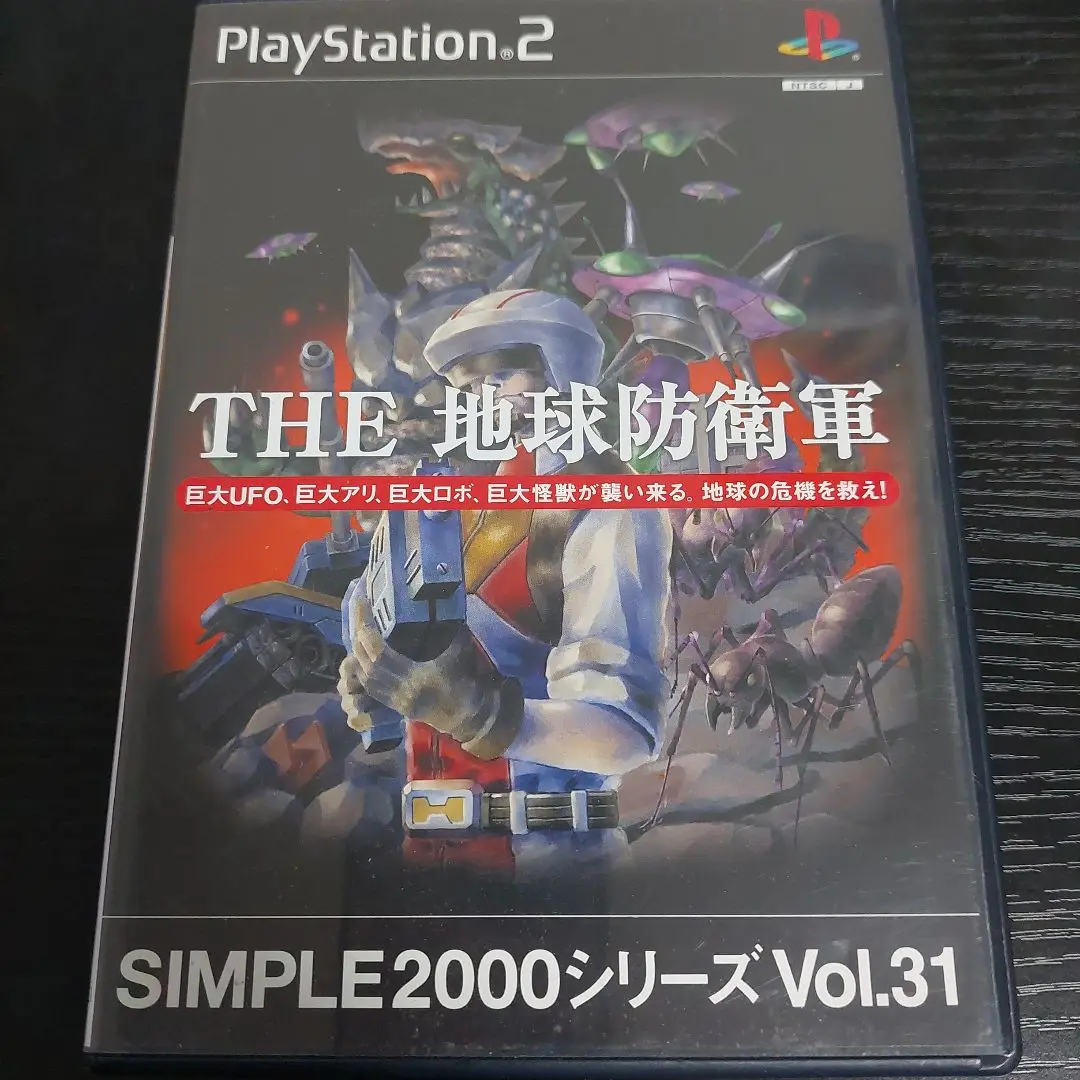 PlayStation®2
NTSC J
THE 地球防衛軍
巨大UFO、巨大アリ、巨大ロボ、巨大怪獣が襲い来る。地球の危機を救え!
SIMPLE2000シリーズ Vol.31